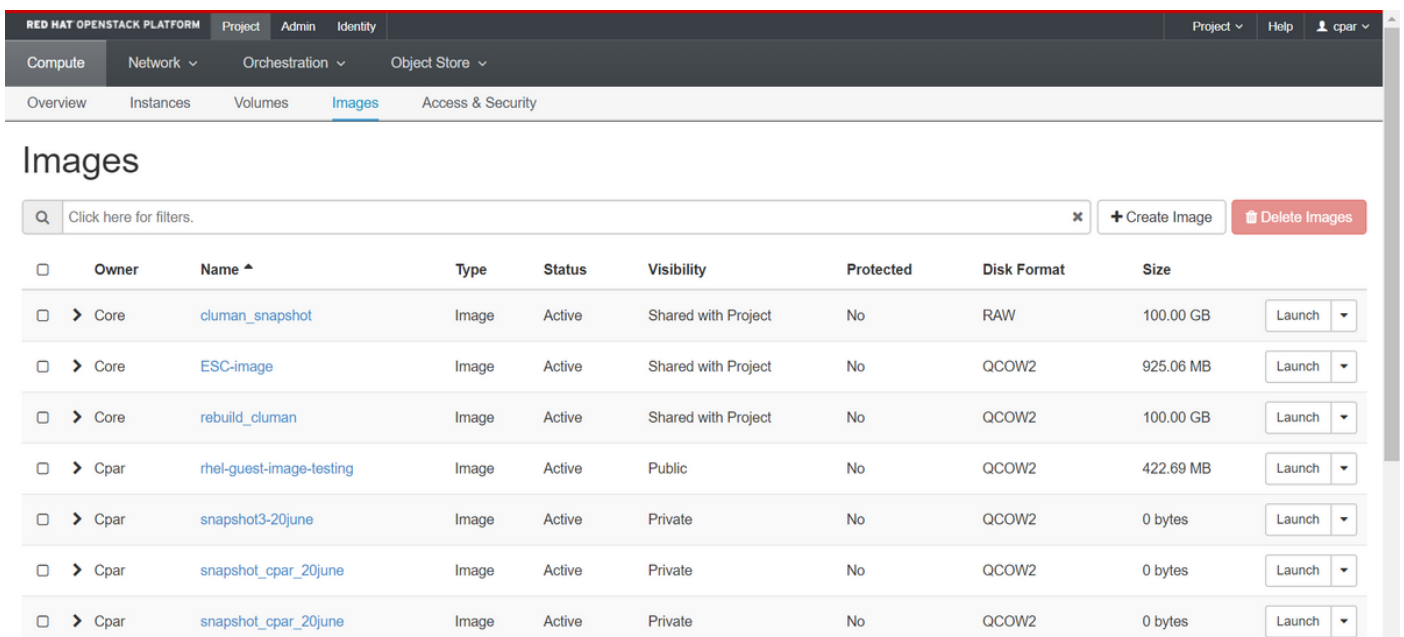 RED HAT OPENSTACK PLATFORM Project Admin Identity Project Help cpar
Compute Network Orchestration Object Store
Overview Instances Volumes Images Access & Security
Images
Click here for filters. Create Image Delete Images
Owner Name Type Status Visibility Protected Disk Format Size
Core cluman_snapshot Image Active Shared with Project No RAW 100.00 GB Launch
Core ESC-image Image Active Shared with Project No QCOW2 925.06 MB Launch
Core rebuild_cluman Image Active Shared with Project No QCOW2 100.00 GB Launch
Cpar rhel-guest-image-testing Image Active Public No QCOW2 422.69 MB Launch
Cpar snapshot3-20june Image Active Private No QCOW2 0 bytes Launch
Cpar snapshot_cpar_20june Image Active Private No QCOW2 0 bytes Launch
Cpar snapshot_cpar_20june Image Active Private No QCOW2 0 bytes Launch